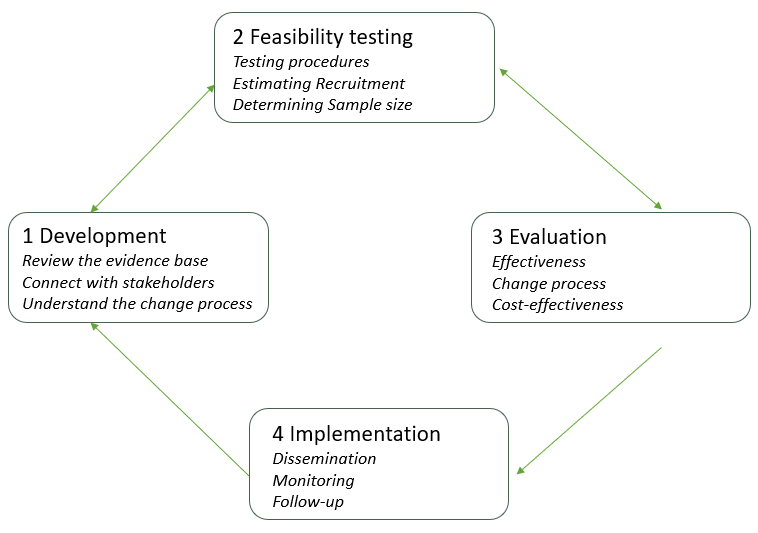 2 Feasibility testing
Testing procedures
Estimating Recruitment
Determining Sample size
1 Development
Review the evidence base
Connect with stakeholders
Understand the change process
3 Evaluation
Effectiveness
Change process
Cost-effectiveness
4 Implementation
Dissemination
Monitoring
Follow-up